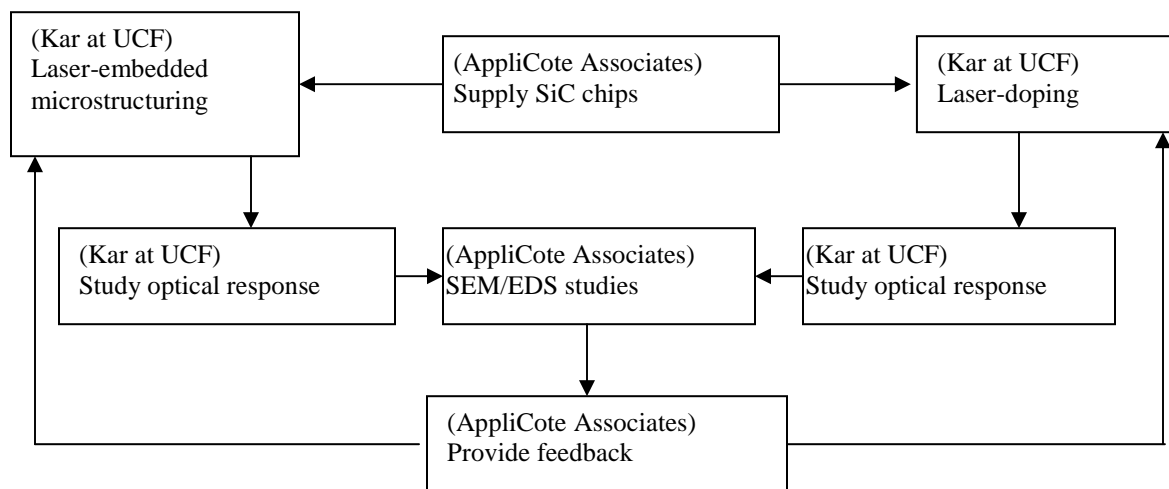 (Kar at UCF)
Laser-embedded
microstructuring
(AppliCote Associates)
Supply SiC chips
(Kar at UCF)
Laser-doping
(Kar at UCF)
Study optical response
(AppliCote Associates)
SEM/EDS studies
(Kar at UCF)
Study optical response
(AppliCote Associates)
Provide feedback